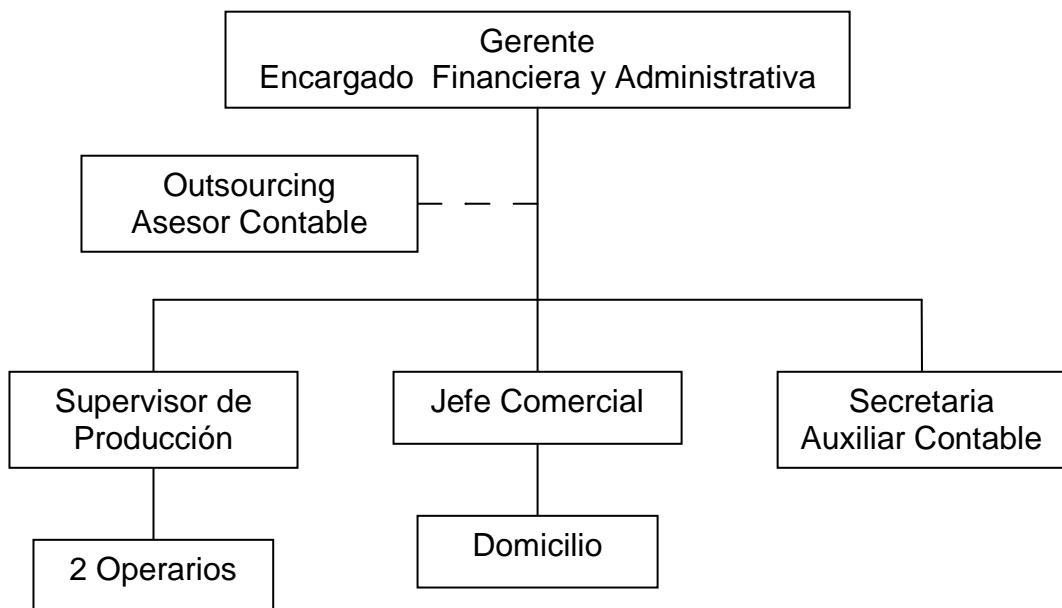 Gerente
Encargado  Financiera y Administrativa
Outsourcing
Asesor Contable
Supervisor de
Producción
Jefe Comercial
Secretaria
Auxiliar Contable
2 Operarios
Domicilio